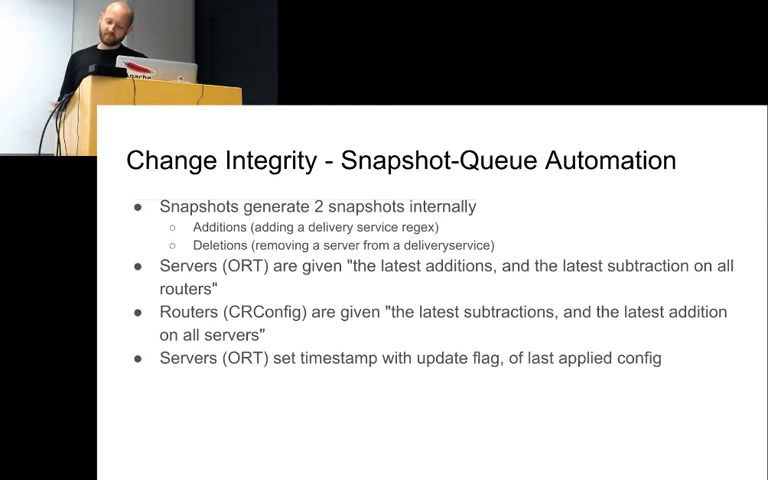 Apache
Change Integrity - Snapshot-Queue Automation
● Snapshots generate 2 snapshots internally
○ Additions (adding a delivery service regex)
○ Deletions (removing a server from a deliveryservice)
● Servers (ORT) are given "the latest additions, and the latest subtraction on all
routers"
● Routers (CRConfig) are given "the latest subtractions, and the latest addition
on all servers"
● Servers (ORT) set timestamp with update flag, of last applied config